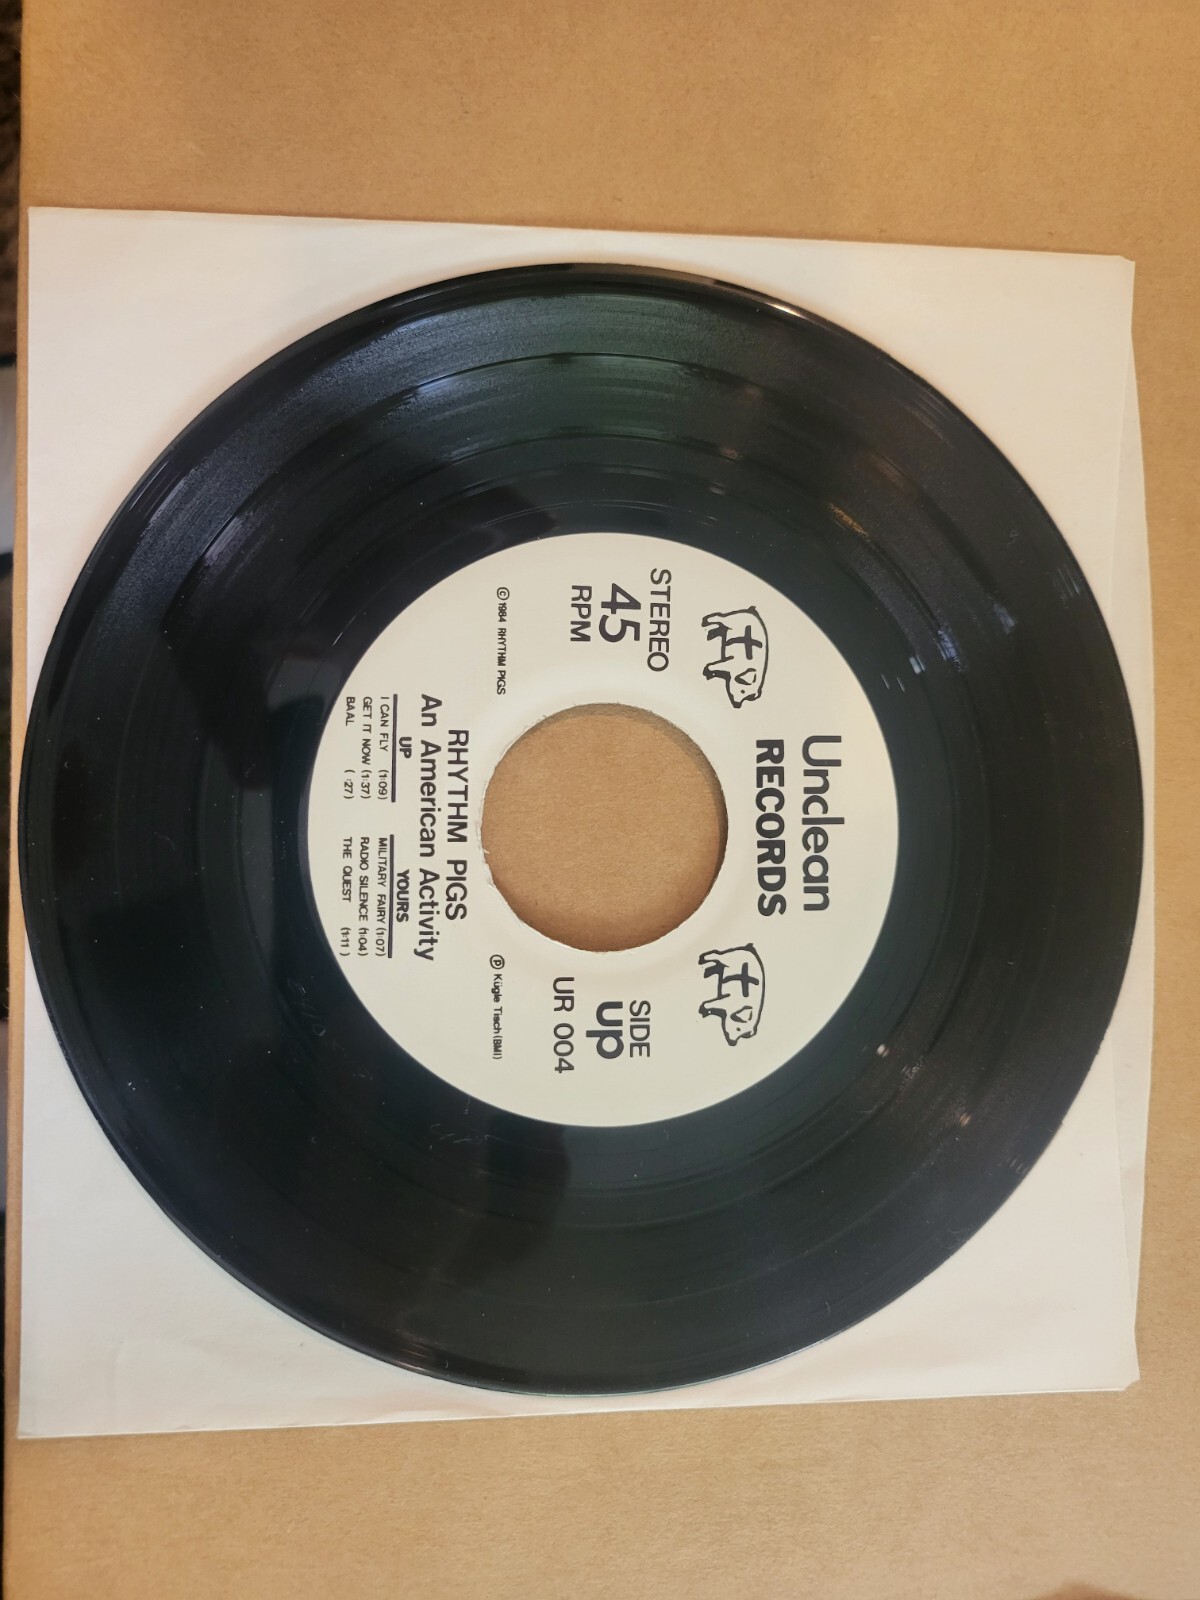 Unclean
RECORDS
STEREO
45
RPM
SIDE
up
UR 004
© 1984 RHYTHM PIGS
Ⓟ Kügle Tisch (BMI)
RHYTHM PIGS
An American Activity
UP
I CAN FLY (1:09)
GET IT NOW (1:37)
BAAL ( :27)
YOURS
MILITARY FAIRY (1:07)
RADIO SILENCE (1:04)
THE QUEST (1:11)